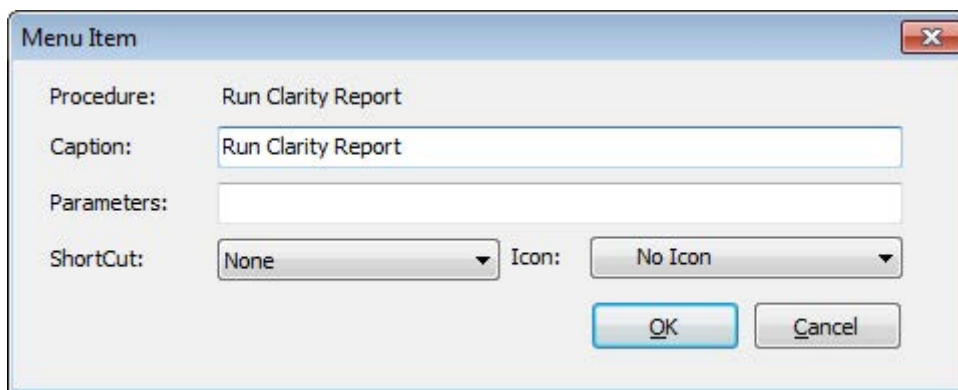 Menu Item
Procedure: Run Clarity Report
Caption: Run Clarity Report
Parameters:
ShortCut: None Icon: No Icon
OK Cancel